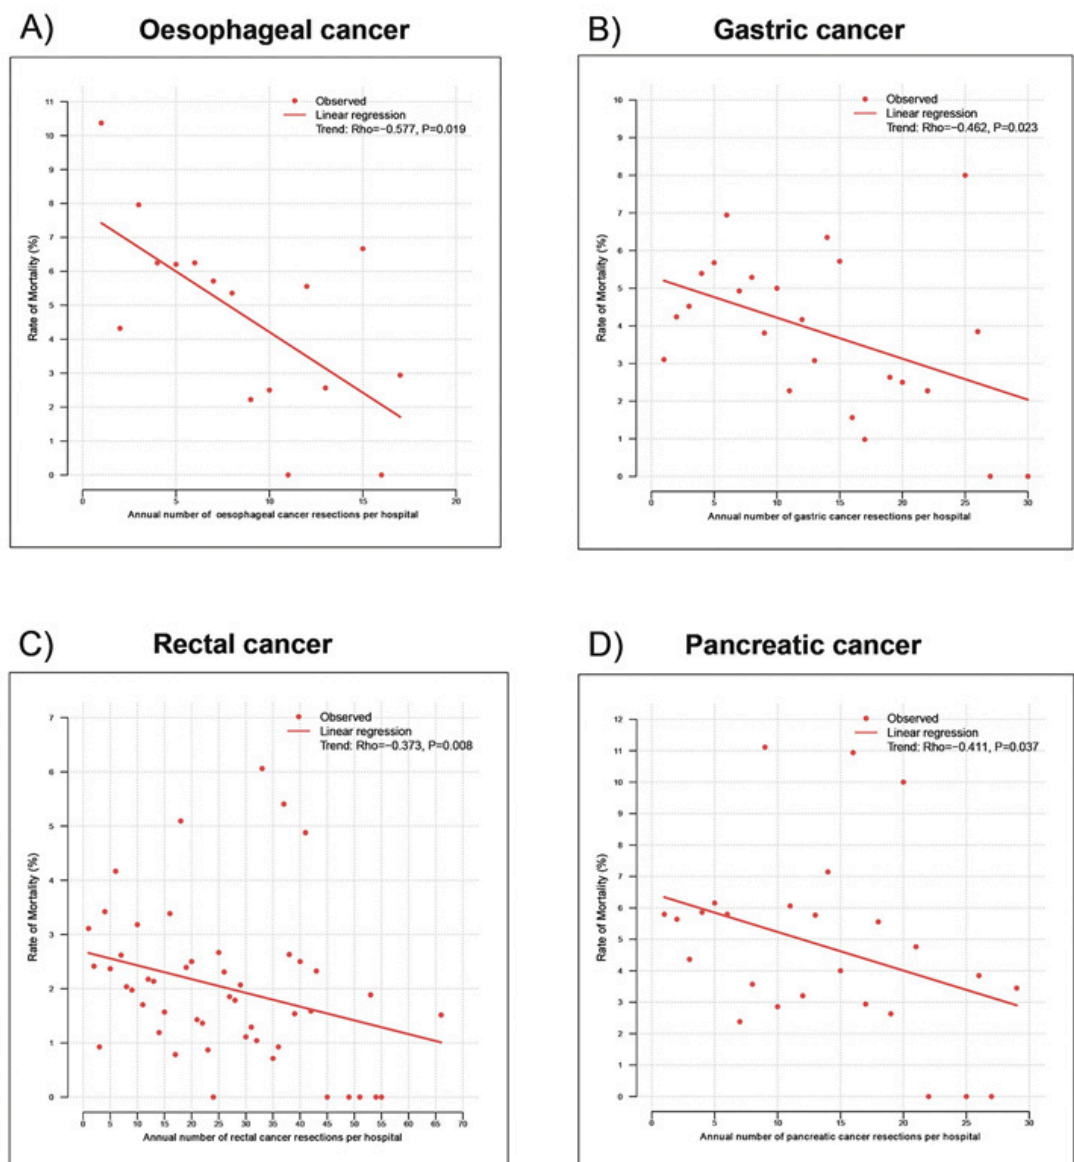 A) Oesophageal cancer
Observed
Linear regression
Trend: Rho=−0.577, P=0.019
Rate of Mortality (%)
11
10
9
8
7
6
5
4
3
2
1
0
0 5 10 15 20
Annual number of oesophageal cancer resections per hospital
B) Gastric cancer
Observed
Linear regression
Trend: Rho=−0.462, P=0.023
Rate of Mortality (%)
10
9
8
7
6
5
4
3
2
1
0
0 5 10 15 20 25 30
Annual number of gastric cancer resections per hospital
C) Rectal cancer
Observed
Linear regression
Trend: Rho=−0.373, P=0.008
Rate of Mortality (%)
7
6
5
4
3
2
1
0
0 5 10 15 20 25 30 35 40 45 50 55 60 65 70
Annual number of rectal cancer resections per hospital
D) Pancreatic cancer
Observed
Linear regression
Trend: Rho=−0.411, P=0.037
Rate of Mortality (%)
12
11
10
9
8
7
6
5
4
3
2
1
0
0 5 10 15 20 25 30
Annual number of pancreatic cancer resections per hospital